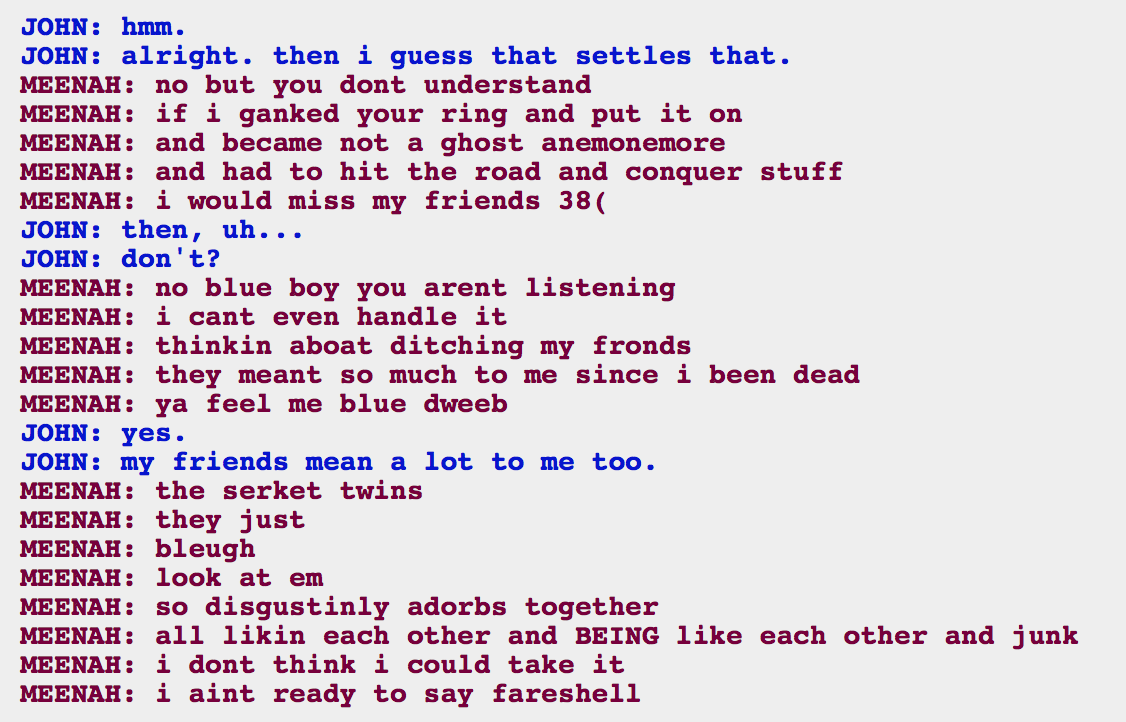 JOHN: hmm.
JOHN: alright. then i guess that settles that.
MEENAH: no but you dont understand
MEENAH: if i ganked your ring and put it on
MEENAH: and became not a ghost anemonemore
MEENAH: and had to hit the road and conquer stuff
MEENAH: i would miss my friends 38(
JOHN: then, uh...
JOHN: don't?
MEENAH: no blue boy you arent listening
MEENAH: i cant even handle it
MEENAH: thinkin aboat ditching my fronds
MEENAH: they meant so much to me since i been dead
MEENAH: ya feel me blue dweeb
JOHN: yes.
JOHN: my friends mean a lot to me too.
MEENAH: the serket twins
MEENAH: they just
MEENAH: bleugh
MEENAH: look at em
MEENAH: so disgustinly adorbs together
MEENAH: all likin each other and BEING like each other and junk
MEENAH: i dont think i could take it
MEENAH: i aint ready to say fareshell